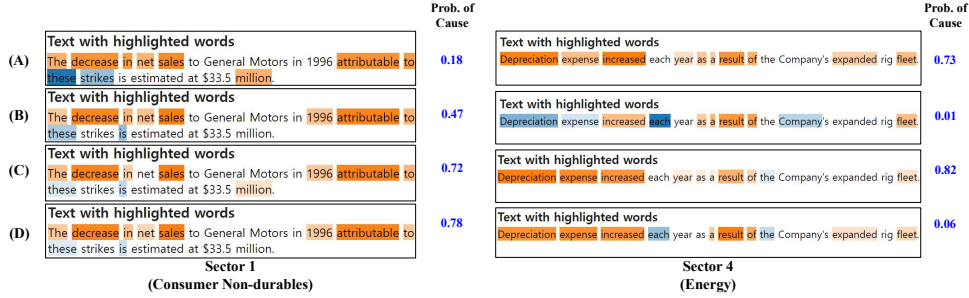 Prob. of
Cause
Prob. of
Cause
(A)
Text with highlighted words
The decrease in net sales to General Motors in 1996 attributable to
these strikes is estimated at $33.5 million.
0.18
Text with highlighted words
Depreciation expense increased each year as a result of the Company's expanded rig fleet.
0.73
(B)
Text with highlighted words
The decrease in net sales to General Motors in 1996 attributable to
these strikes is estimated at $33.5 million.
0.47
Text with highlighted words
Depreciation expense increased each year as a result of the Company's expanded rig fleet.
0.01
(C)
Text with highlighted words
The decrease in net sales to General Motors in 1996 attributable to
these strikes is estimated at $33.5 million.
0.72
Text with highlighted words
Depreciation expense increased each year as a result of the Company's expanded rig fleet.
0.82
(D)
Text with highlighted words
The decrease in net sales to General Motors in 1996 attributable to
these strikes is estimated at $33.5 million.
0.78
Text with highlighted words
Depreciation expense increased each year as a result of the Company's expanded rig fleet.
0.06
Sector 1
(Consumer Non-durables)
Sector 4
(Energy)